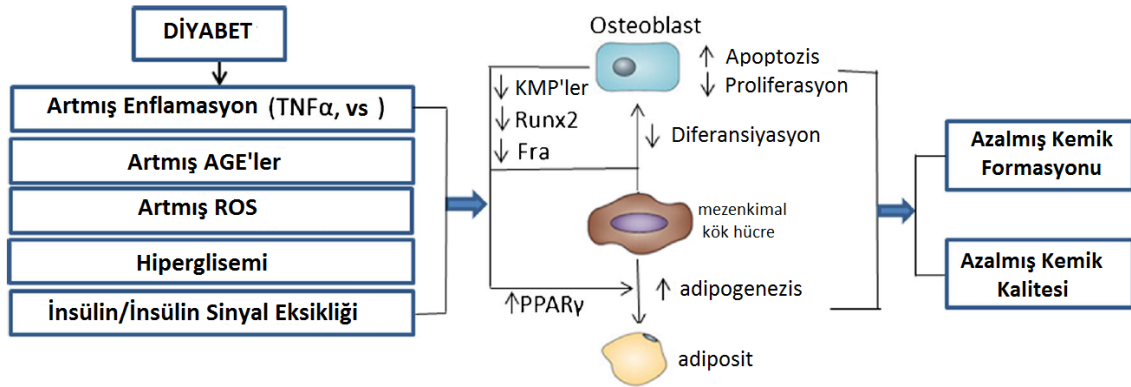 DİYABET
Artmış Enflamasyon (TNFα, vs )
Artmış AGE'ler
Artmış ROS
Hiperglisemi
İnsülin/İnsülin Sinyal Eksikliği
Osteoblast
↑ Apoptozis
↓ Proliferasyon
↓ KMP'ler
↓ Runx2
↓ Fra
↓ Diferansiyasyon
mezenkimal
kök hücre
↑PPARγ
↑ adipogenezis
adiposit
Azalmış Kemik
Formasyonu
Azalmış Kemik
Kalitesi